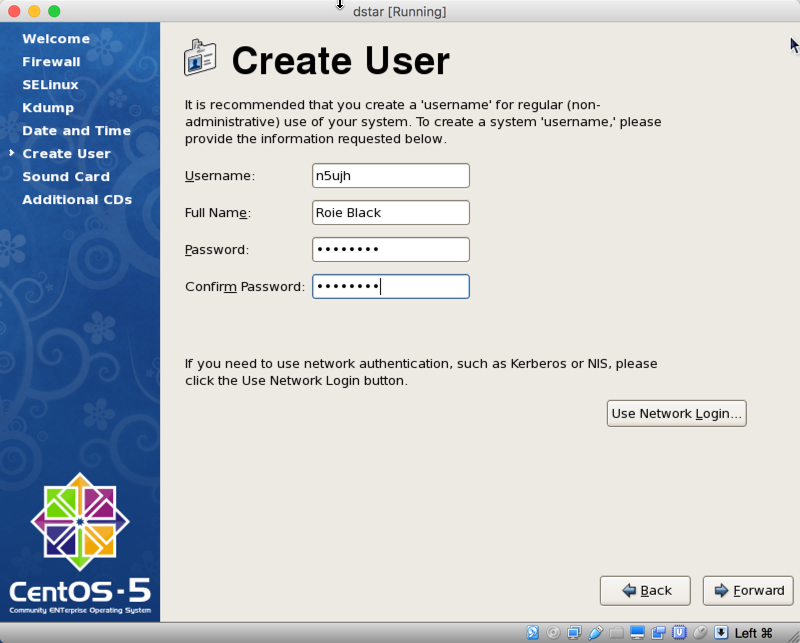 dstar [Running]
Welcome
Firewall
SELinux
Kdump
Date and Time
Create User
Sound Card
Additional CDs
CentOS-5
Community ENTerprise Operating System
Create User
It is recommended that you create a 'username' for regular (non-
administrative) use of your system. To create a system 'username,' please
provide the information requested below.
Username: n5ujh
Full Name: Roie Black
Password: ••••••••
Confirm Password: ••••••••
If you need to use network authentication, such as Kerberos or NIS, please
click the Use Network Login button.
Use Network Login...
Back Forward
Left ⌘